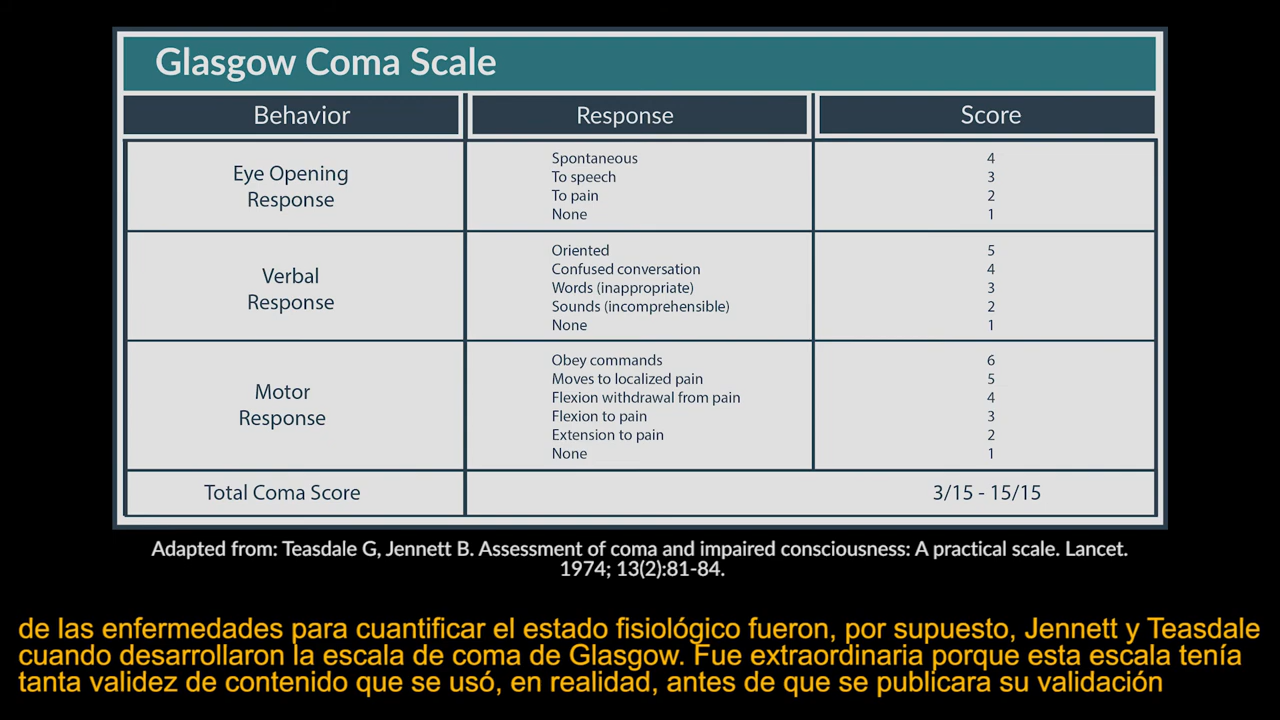 Glasgow Coma Scale
Behavior Response Score
Eye Opening
Response
Spontaneous 4
To speech 3
To pain 2
None 1
Verbal
Response
Oriented 5
Confused conversation 4
Words (inappropriate) 3
Sounds (incomprehensible) 2
None 1
Motor
Response
Obey commands 6
Moves to localized pain 5
Flexion withdrawal from pain 4
Flexion to pain 3
Extension to pain 2
None 1
Total Coma Score 3/15 - 15/15
Adapted from: Teasdale G, Jennett B. Assessment of coma and impaired consciousness: A practical scale. Lancet.
1974; 13(2):81-84.
de las enfermedades para cuantificar el estado fisiológico fueron, por supuesto, Jennett y Teasdale
cuando desarrollaron la escala de coma de Glasgow. Fue extraordinaria porque esta escala tenía
tanta validez de contenido que se usó, en realidad, antes de que se publicara su validación